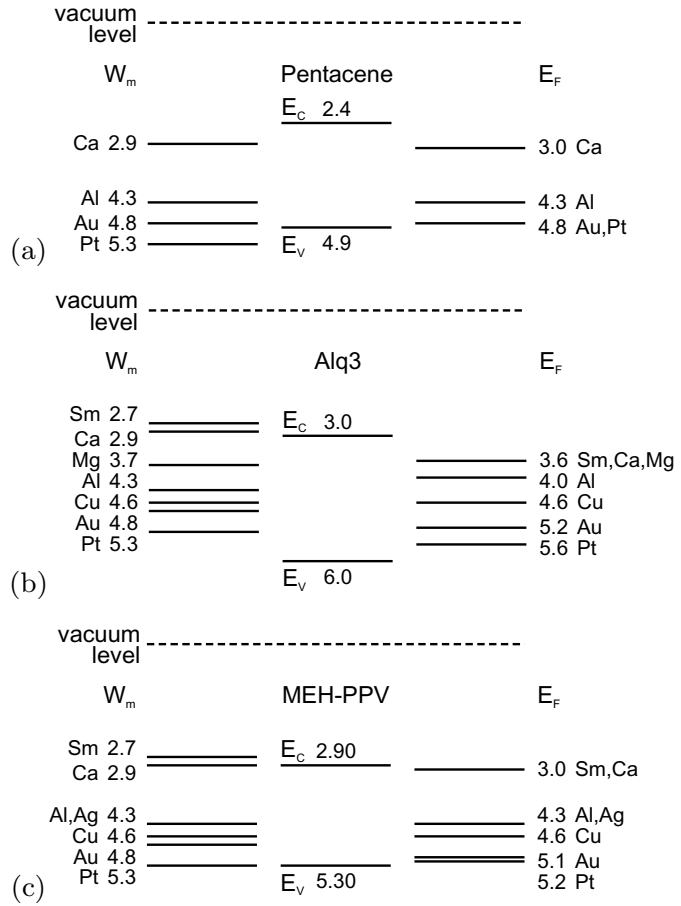 vacuum
level
W_m Pentacene E_F
E_C 2.4
Ca 2.9 3.0 Ca
Al 4.3 4.3 Al
Au 4.8 4.8 Au,Pt
(a) Pt 5.3 E_V 4.9
vacuum
level
W_m Alq3 E_F
Sm 2.7 E_C 3.0
Ca 2.9
Mg 3.7 3.6 Sm,Ca,Mg
Al 4.3 4.0 Al
Cu 4.6 4.6 Cu
Au 4.8 5.2 Au
Pt 5.3 5.6 Pt
(b) E_V 6.0
vacuum
level
W_m MEH-PPV E_F
Sm 2.7 E_C 2.90
Ca 2.9 3.0 Sm,Ca
Al,Ag 4.3 4.3 Al,Ag
Cu 4.6 4.6 Cu
Au 4.8 5.1 Au
(c) Pt 5.3 E_V 5.30 5.2 Pt